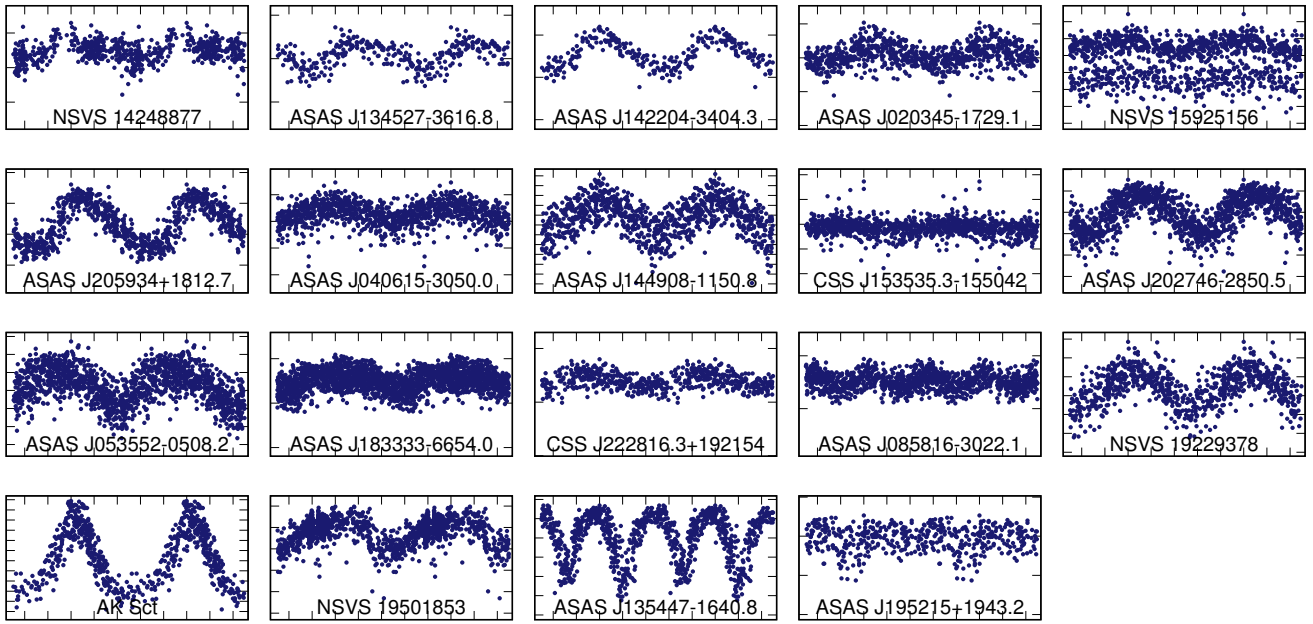 NSVS 14248877
ASAS J134527-3616.8
ASAS J142204-3404.3
ASAS J020345-1729.1
NSVS 15925156
ASAS J205934+1812.7
ASAS J040615-3050.0
ASAS J144908-1150.8
CSS J153535.3-155042
ASAS J202746-2850.5
ASAS J053552-0508.2
ASAS J183333-6654.0
CSS J222816.3+192154
ASAS J085816-3022.1
NSVS 19229378
AK Sct
NSVS 19501853
ASAS J135447-1640.8
ASAS J195215+1943.2